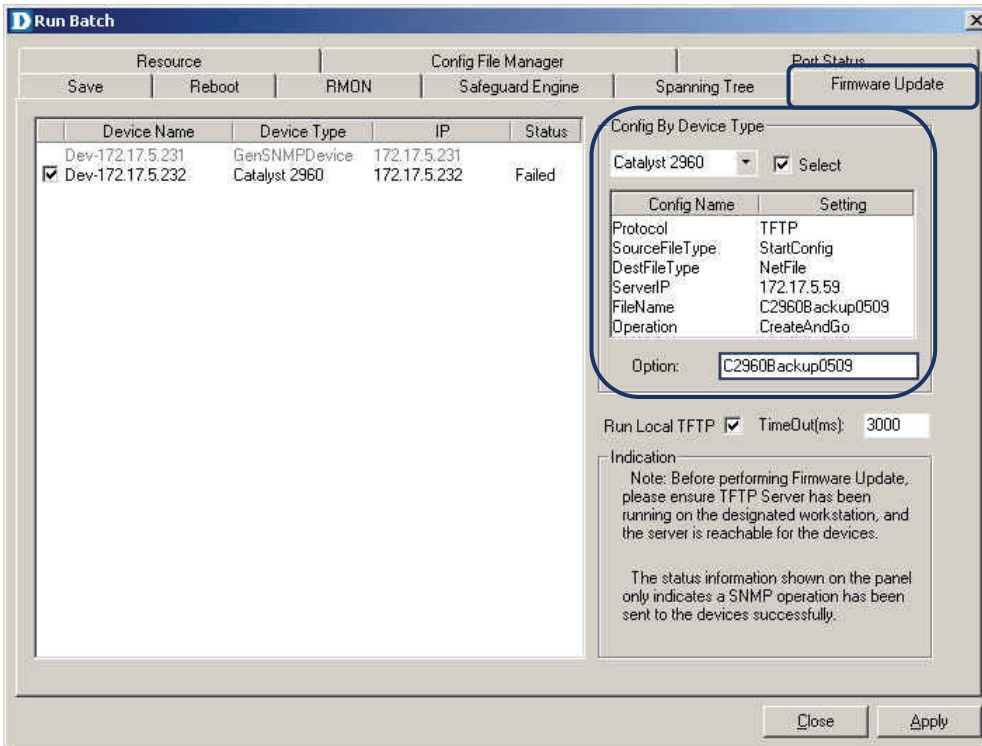 D Run Batch
Resource Config File Manager Port Status
Save Reboot RMON Safeguard Engine Spanning Tree Firmware Update
Device Name Device Type IP Status
Dev-172.17.5.231 GenSNMPDevice 172.17.5.231
Dev-172.17.5.232 Catalyst 2960 172.17.5.232 Failed
Config By Device Type
Catalyst 2960 Select
Config Name Setting
Protocol TFTP
SourceFileType StartConfig
DestFileType NetFile
ServerIP 172.17.5.59
FileName C2960Backup0509
Operation CreateAndGo
Option: C2960Backup0509
Run Local TFTP TimeOut(ms): 3000
Indication
Note: Before performing Firmware Update,
please ensure TFTP Server has been
running on the designated workstation, and
the server is reachable for the devices.
The status information shown on the panel
only indicates a SNMP operation has been
sent to the devices successfully.
Close Apply